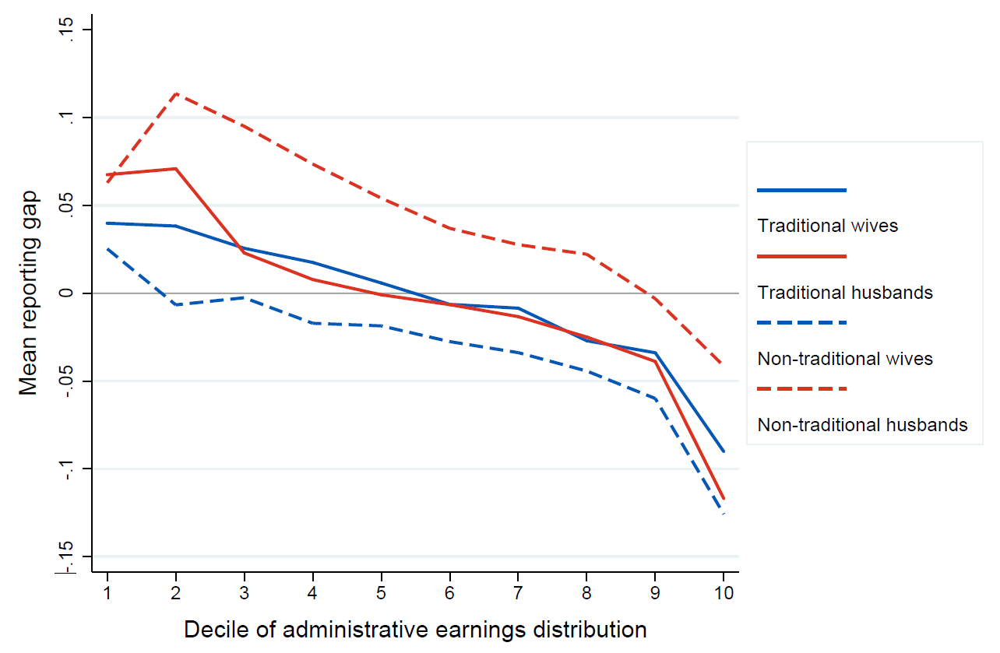 .15
.1
.05
0
-.05
-.1
-.15
Mean reporting gap
1 2 3 4 5 6 7 8 9 10
Decile of administrative earnings distribution
Traditional wives
Traditional husbands
Non-traditional wives
Non-traditional husbands